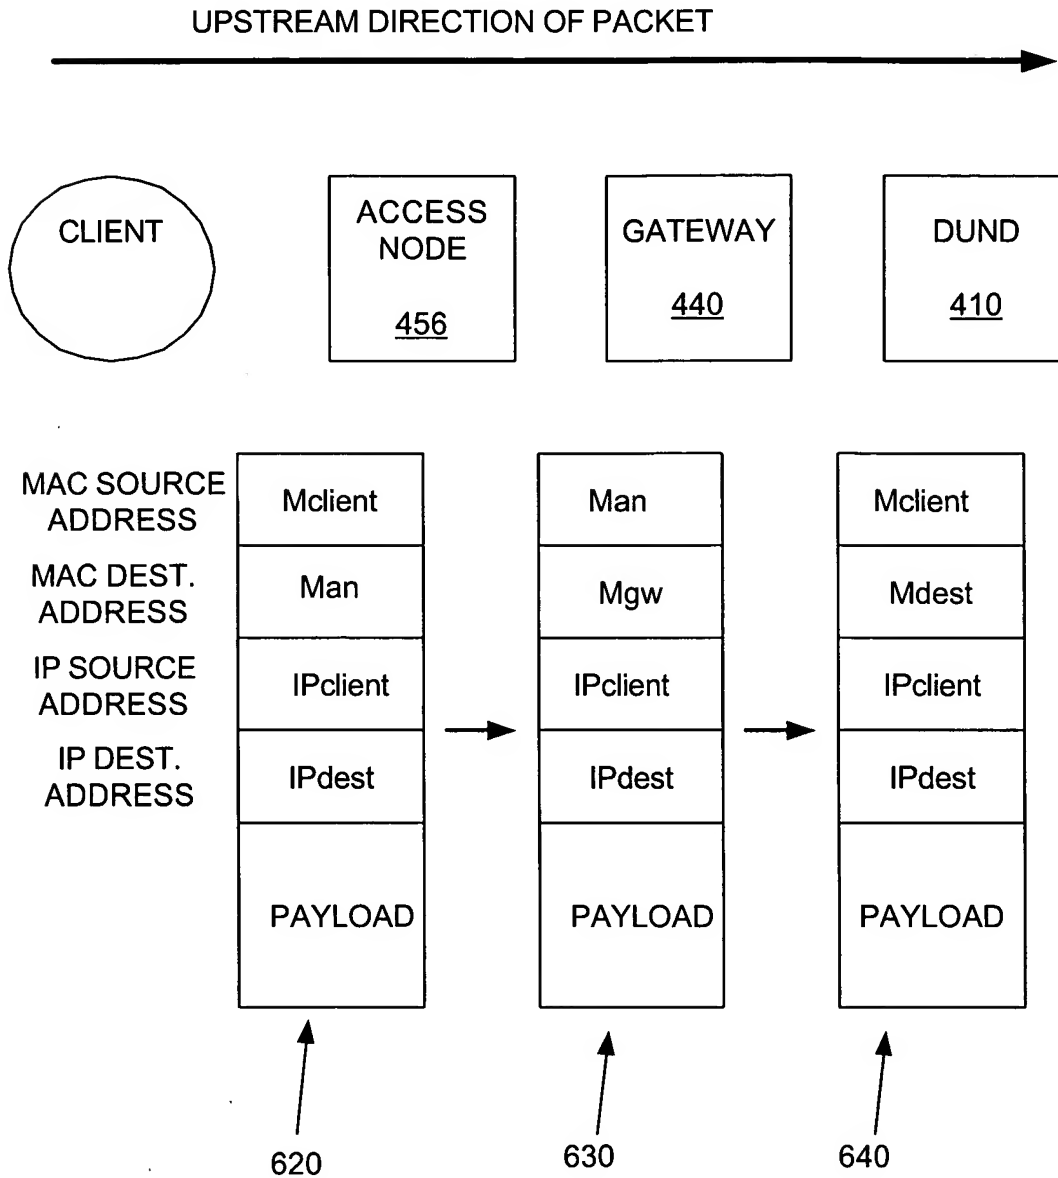 UPSTREAM DIRECTION OF PACKET
CLIENT
ACCESS
NODE
456
GATEWAY
440
DUND
410
MAC SOURCE
ADDRESS
Mclient
Man
Mclient
MAC DEST.
ADDRESS
Man
Mgw
Mdest
IP SOURCE
ADDRESS
IPclient
IPclient
IPclient
IP DEST.
ADDRESS
IPdest
IPdest
IPdest
PAYLOAD
PAYLOAD
PAYLOAD
620
630
640